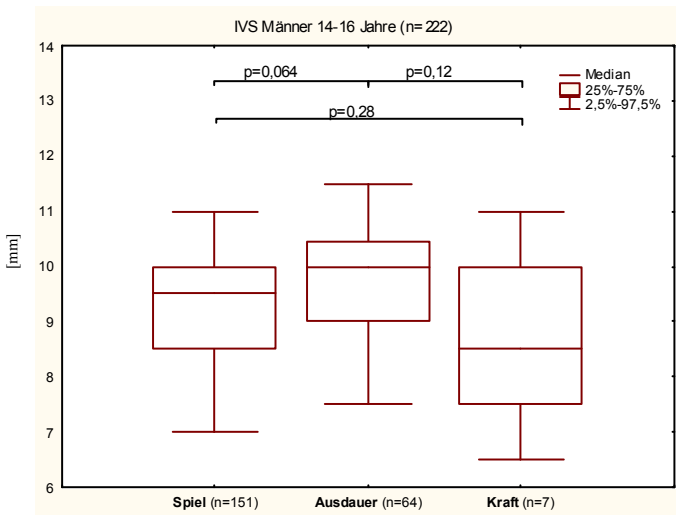 IVS Männer 14-16 Jahre (n=222)
14
13
12
11
10
9
8
7
6
[mm]
p=0,064
p=0,12
p=0,28
Median
25%-75%
2,5%-97,5%
Spiel (n=151)
Ausdauer (n=64)
Kraft (n=7)